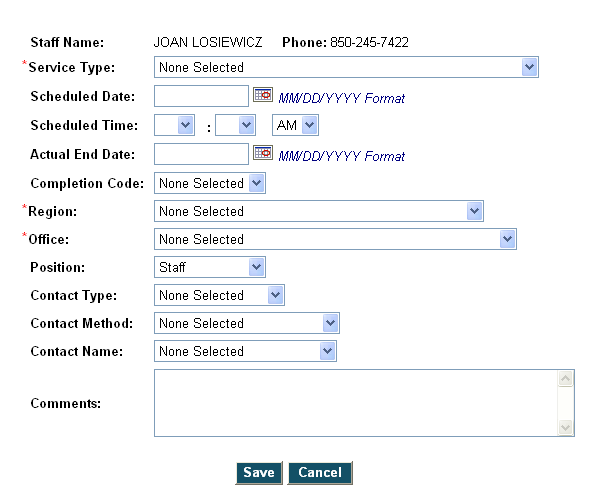 Staff Name: JOAN LOSIEWICZ Phone: 850-245-7422
*Service Type: None Selected
Scheduled Date: MM/DD/YYYY Format
Scheduled Time: : AM
Actual End Date: MM/DD/YYYY Format
Completion Code: None Selected
*Region: None Selected
*Office: None Selected
Position: Staff
Contact Type: None Selected
Contact Method: None Selected
Contact Name: None Selected
Comments:
Save Cancel